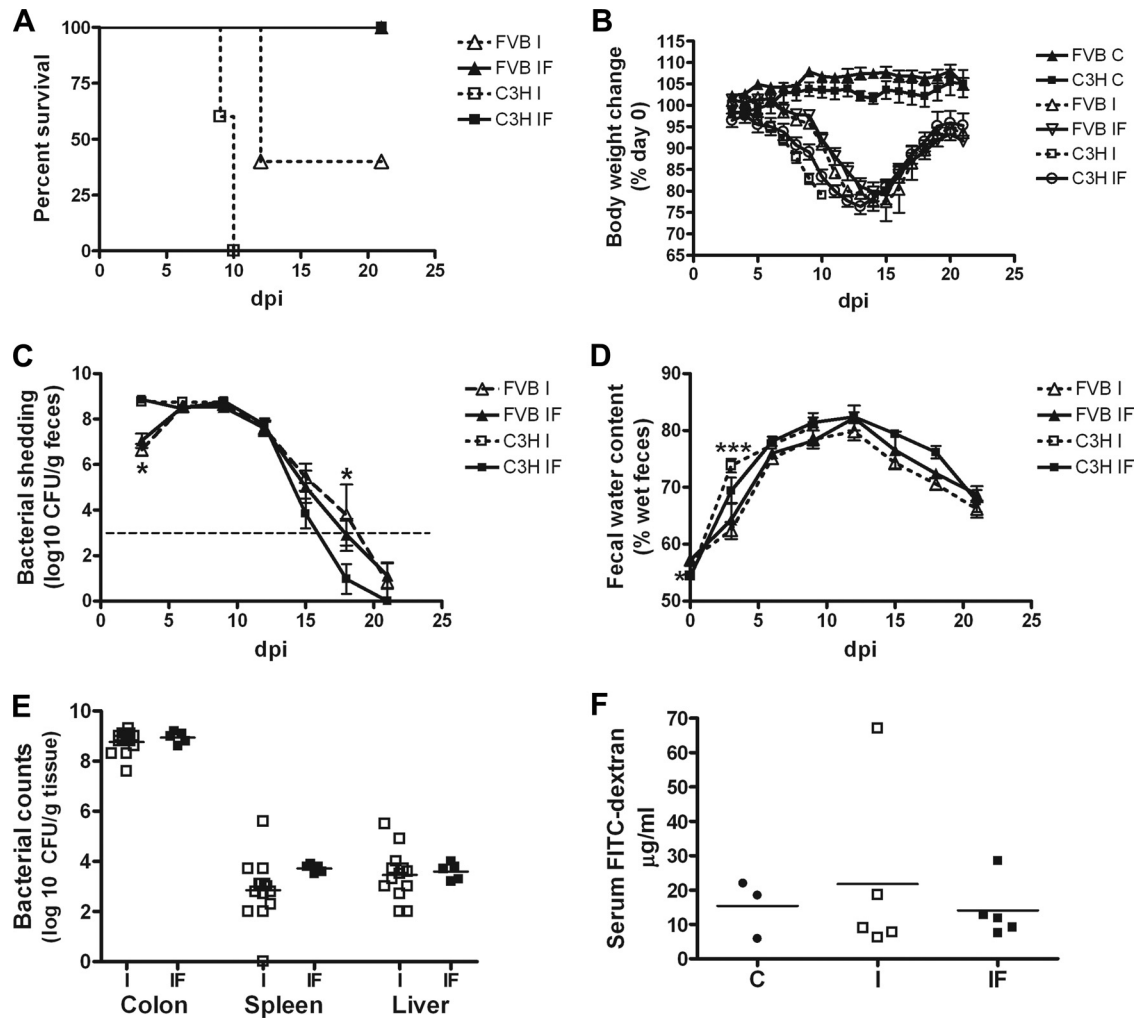 A
Percent survival
100
75
50
25
0
0 5 10 15 20 25
dpi
FVB I
FVB IF
C3H I
C3H IF
B
Body weight change
(% day 0)
115
110
105
100
95
90
85
80
75
70
65
0 5 10 15 20 25
dpi
FVB C
C3H C
FVB I
FVB IF
C3H I
C3H IF
C
Bacterial shedding
(log10 CFU/g feces)
10
8
6
4
2
0
*
*
0 5 10 15 20 25
dpi
FVB I
FVB IF
C3H I
C3H IF
D
Fecal water content
(% wet feces)
90
80
70
60
50
*
***
0 5 10 15 20 25
dpi
FVB I
FVB IF
C3H I
C3H IF
E
Bacterial counts
(log 10 CFU/g tissue)
10
8
6
4
2
0
I IF I IF I IF
Colon Spleen Liver
F
Serum FITC-dextran
µg/ml
70
60
50
40
30
20
10
0
C I IF